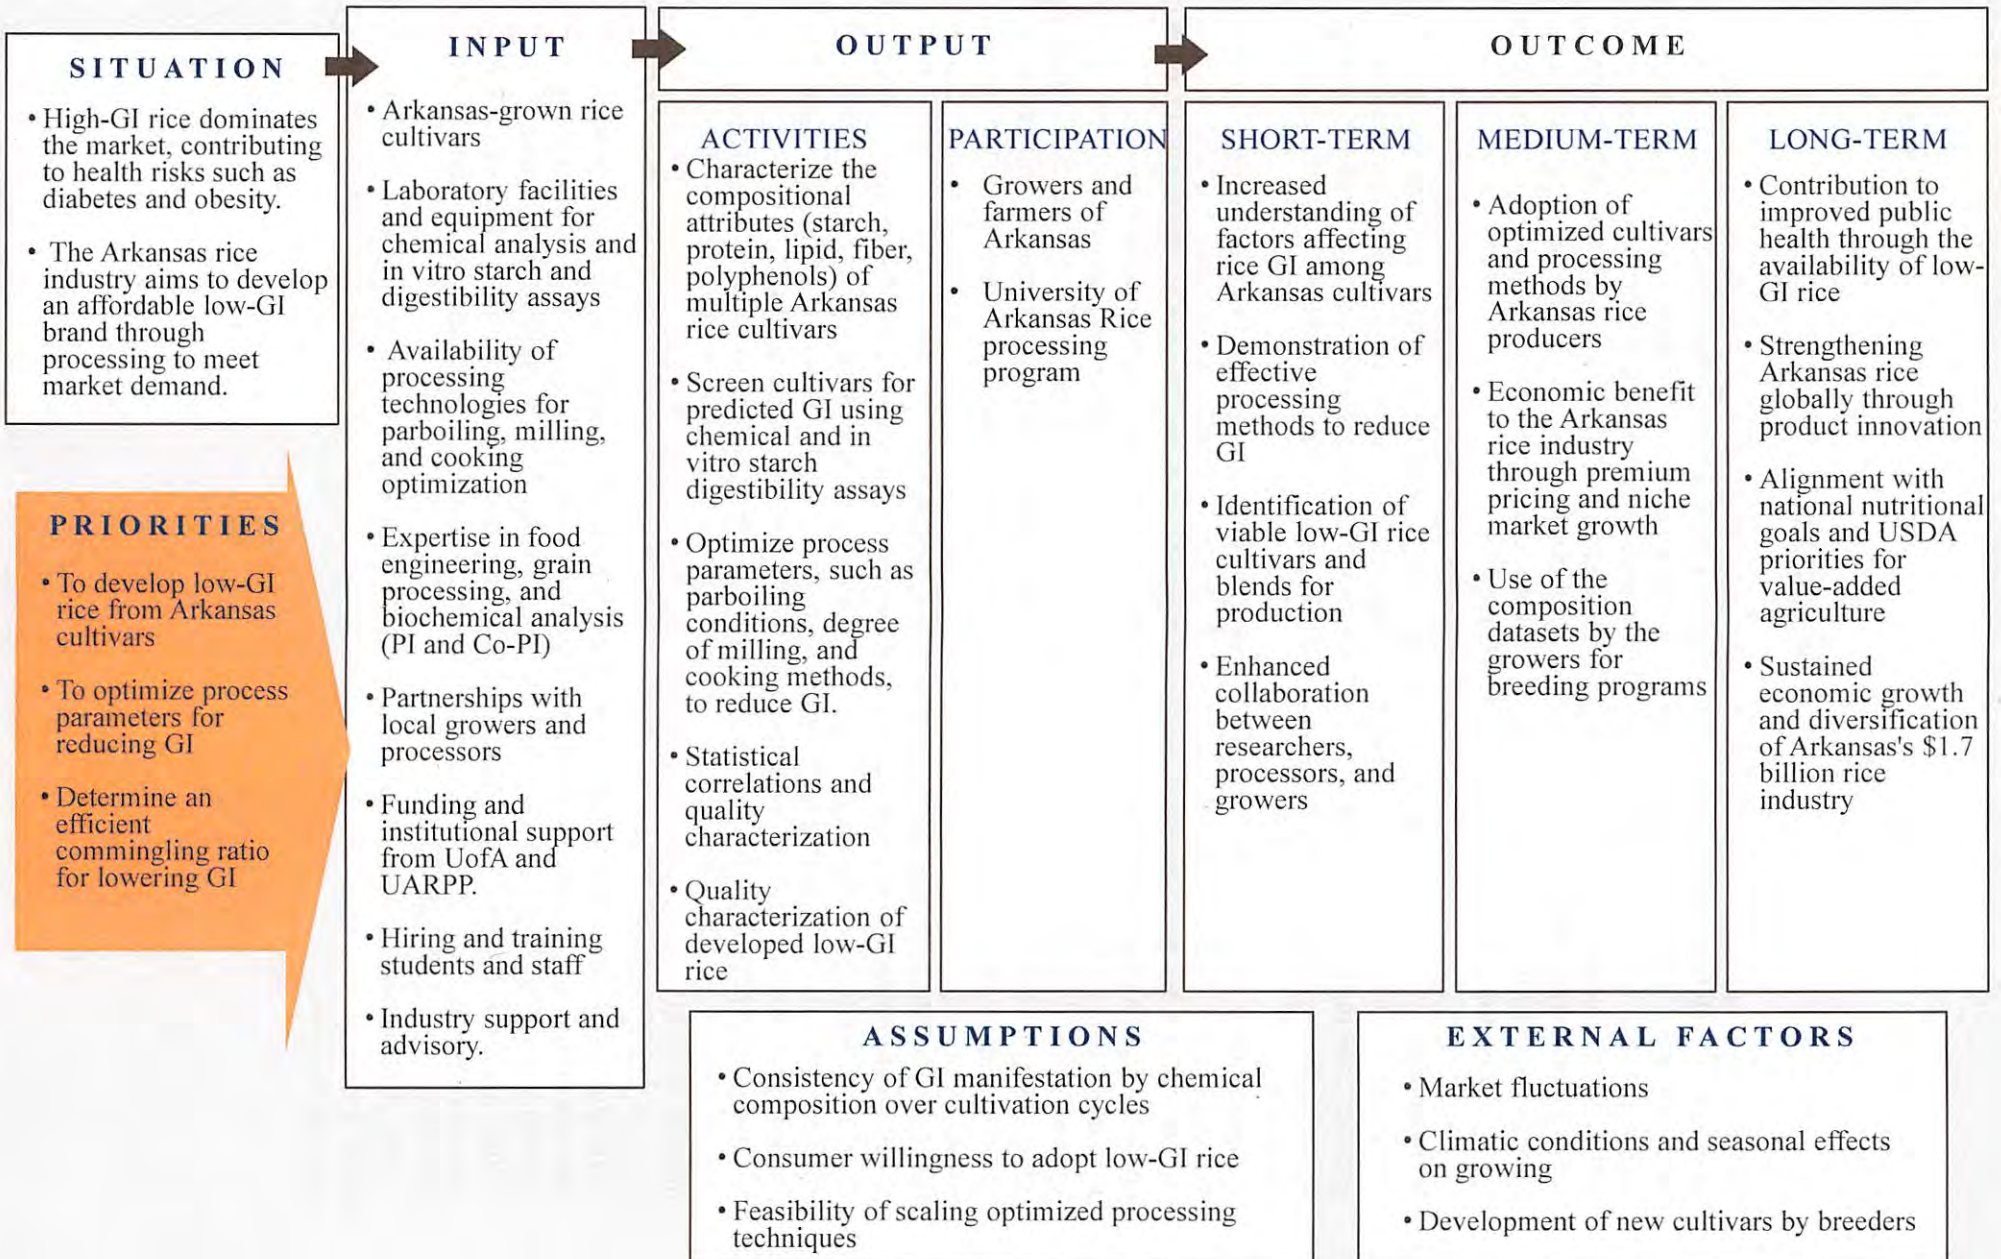 SITUATION
• High-GI rice dominates
the market, contributing
to health risks such as
diabetes and obesity.
• The Arkansas rice
industry aims to develop
an affordable low-GI
brand through
processing to meet
market demand.
PRIORITIES
• To develop low-GI
rice from Arkansas
cultivars
• To optimize process
parameters for
reducing GI
• Determine an
efficient
commingling ratio
for lowering GI
INPUT
• Arkansas-grown rice
cultivars
• Laboratory facilities
and equipment for
chemical analysis and
in vitro starch and
digestibility assays
• Availability of
processing
technologies for
parboiling, milling,
and cooking
optimization
• Expertise in food
engineering, grain
processing, and
biochemical analysis
(PI and Co-PI)
• Partnerships with
local growers and
processors
• Funding and
institutional support
from UofA and
UARPP.
• Hiring and training
students and staff
• Industry support and
advisory.
OUTPUT
ACTIVITIES
• Characterize the
compositional
attributes (starch,
protein, lipid, fiber,
polyphenols) of
multiple Arkansas
rice cultivars
• Screen cultivars for
predicted GI using
chemical and in
vitro starch
digestibility assays
• Optimize process
parameters, such as
parboiling
conditions, degree
of milling, and
cooking methods,
to reduce GI.
• Statistical
correlations and
quality
characterization
• Quality
characterization of
developed low-GI
rice
PARTICIPATION
• Growers and
farmers of
Arkansas
• University of
Arkansas Rice
processing
program
OUTCOME
SHORT-TERM
• Increased
understanding of
factors affecting
rice GI among
Arkansas cultivars
• Demonstration of
effective
processing
methods to reduce
GI
• Identification of
viable low-GI rice
cultivars and
blends for
production
• Enhanced
collaboration
between
researchers,
processors, and
growers
MEDIUM-TERM
• Adoption of
optimized cultivars
and processing
methods by
Arkansas rice
producers
• Economic benefit
to the Arkansas
rice industry
through premium
pricing and niche
market growth
• Use of the
composition
datasets by the
growers for
breeding programs
LONG-TERM
• Contribution to
improved public
health through the
availability of low-
GI rice
• Strengthening
Arkansas rice
globally through
product innovation
• Alignment with
national nutritional
goals and USDA
priorities for
value-added
agriculture
• Sustained
economic growth
and diversification
of Arkansas's $1.7
billion rice
industry
ASSUMPTIONS
• Consistency of GI manifestation by chemical
composition over cultivation cycles
• Consumer willingness to adopt low-GI rice
• Feasibility of scaling optimized processing
techniques
EXTERNAL FACTORS
• Market fluctuations
• Climatic conditions and seasonal effects
on growing
• Development of new cultivars by breeders